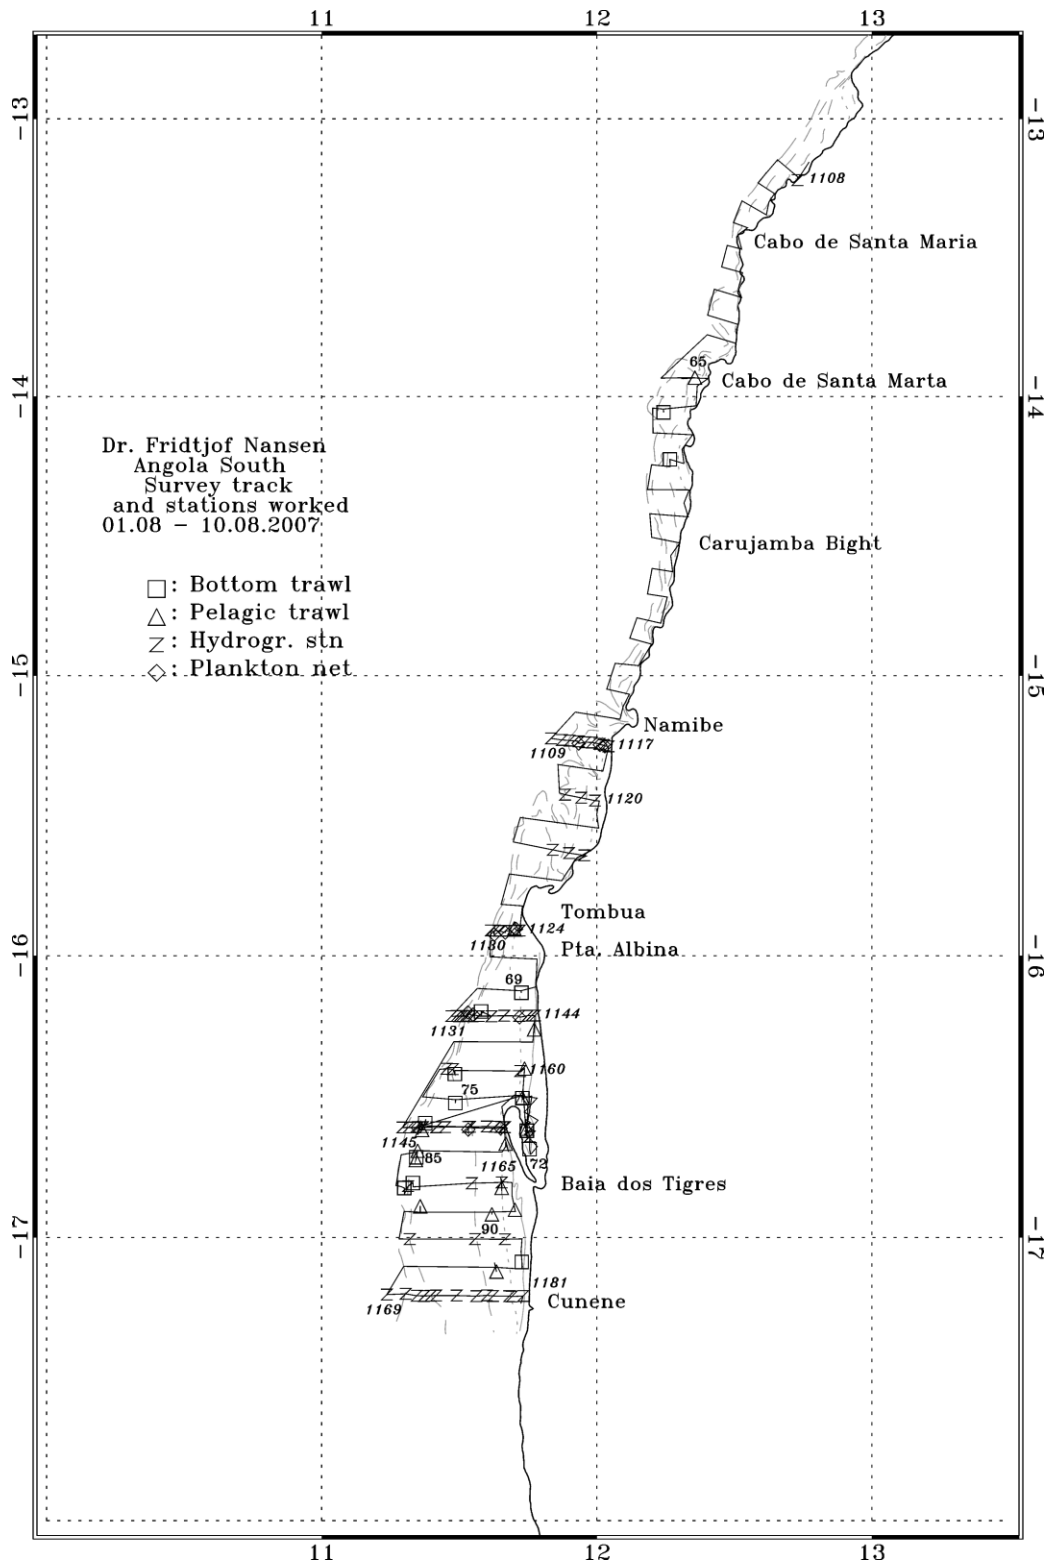 11 12 13
-13 -13
1108
Cabo de Santa Maria
65
Cabo de Santa Marta
-14 -14
Dr. Fridtjof Nansen
Angola South
Survey track
and stations worked
01.08 - 10.08.2007
Carujamba Bight
: Bottom trawl
: Pelagic trawl
: Hydrogr. stn
: Plankton net
-15 -15
Namibe
1109 1117
1120
Tombua
1124
1130 Pta. Albina
-16 -16
69
1144
1131
1160
75
1145
85 1165 72
Baia dos Tigres
90
-17 -17
1181
Cunene
1169
11 12 13